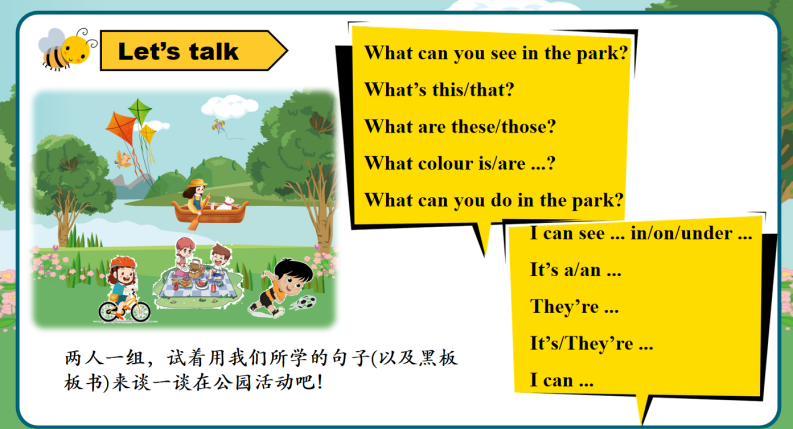 Let's talk
What can you see in the park?
What's this/that?
What are these/those?
What colour is/are ...?
What can you do in the park?
I can see ... in/on/under ...
It's a/an ...
They're ...
It's/They're ...
I can ...
两人一组，试着用我们所学的句子(以及黑板
板书)来谈一谈在公园活动吧！